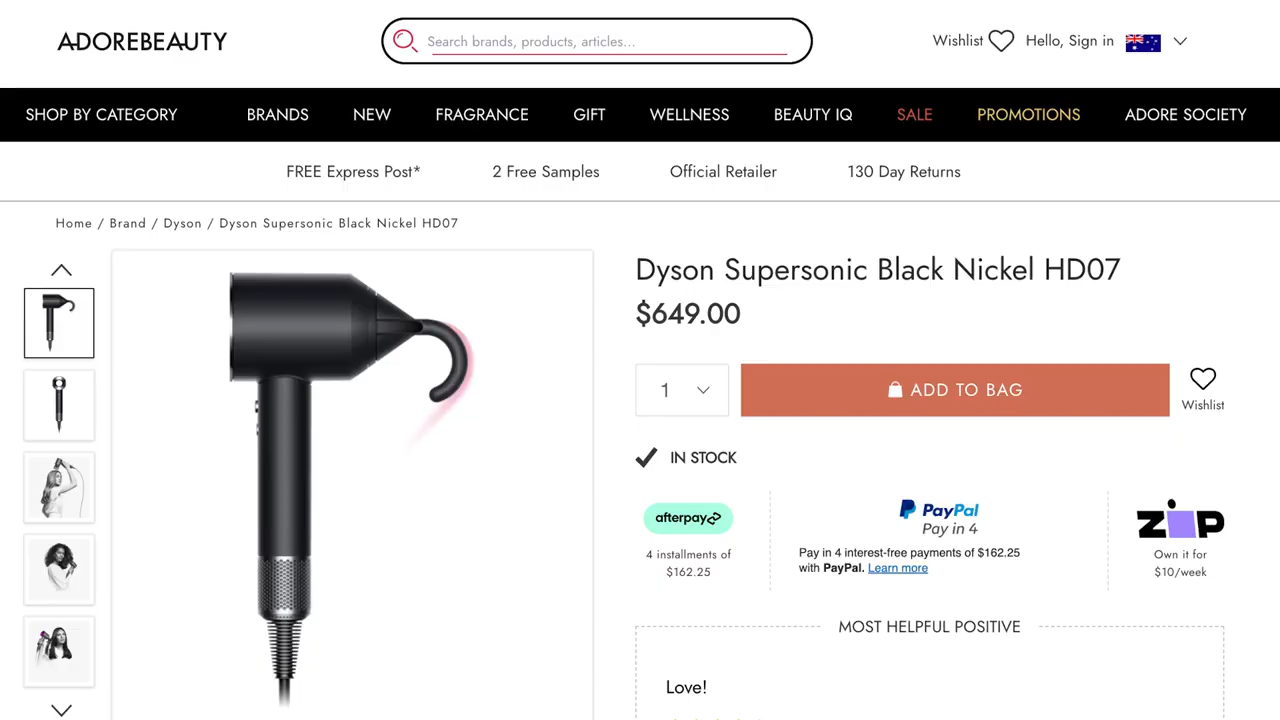 ADOREBEAUTY
Search brands, products, articles...
Wishlist
Hello, Sign in
SHOP BY CATEGORY
BRANDS
NEW
FRAGRANCE
GIFT
WELLNESS
BEAUTY IQ
SALE
PROMOTIONS
ADORE SOCIETY
FREE Express Post*
2 Free Samples
Official Retailer
130 Day Returns
Home / Brand / Dyson / Dyson Supersonic Black Nickel HD07
Dyson Supersonic Black Nickel HD07
$649.00
1
ADD TO BAG
Wishlist
IN STOCK
afterpay
4 installments of
$162.25
PayPal
Pay in 4
Pay in 4 interest-free payments of $162.25
with PayPal. Learn more
ZIP
Own it for
$10/week
MOST HELPFUL POSITIVE
Love!